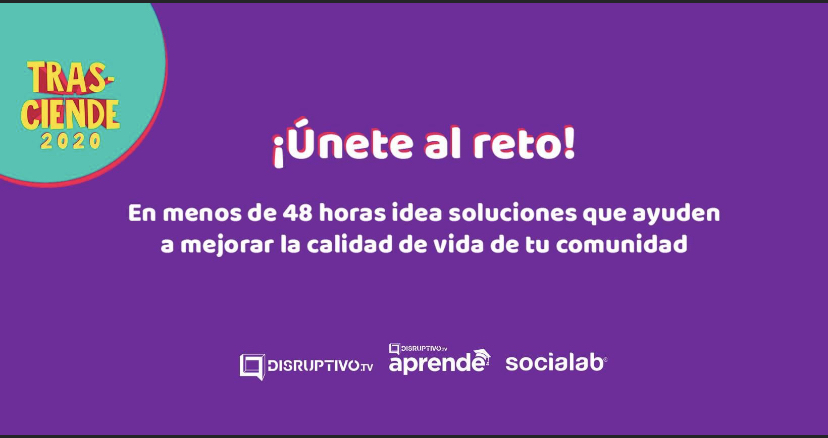 TRAS-
CIENDE
2020
¡Únete al reto!
En menos de 48 horas idea soluciones que ayuden
a mejorar la calidad de vida de tu comunidad
DISRUPTIVO.TV
DISRUPTIVO.TV
aprende
socialab®